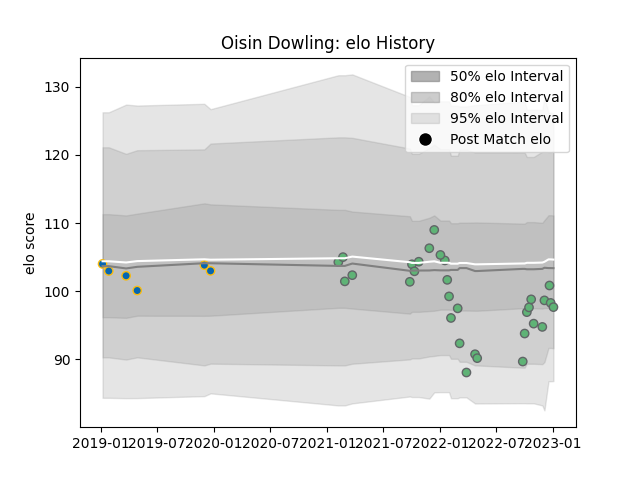 Oisin Dowling: elo History
50% elo Interval
80% elo Interval
95% elo Interval
Post Match elo
elo score
130
120
110
100
90
2019-01 2019-07 2020-01 2020-07 2021-01 2021-07 2022-01 2022-07 2023-01